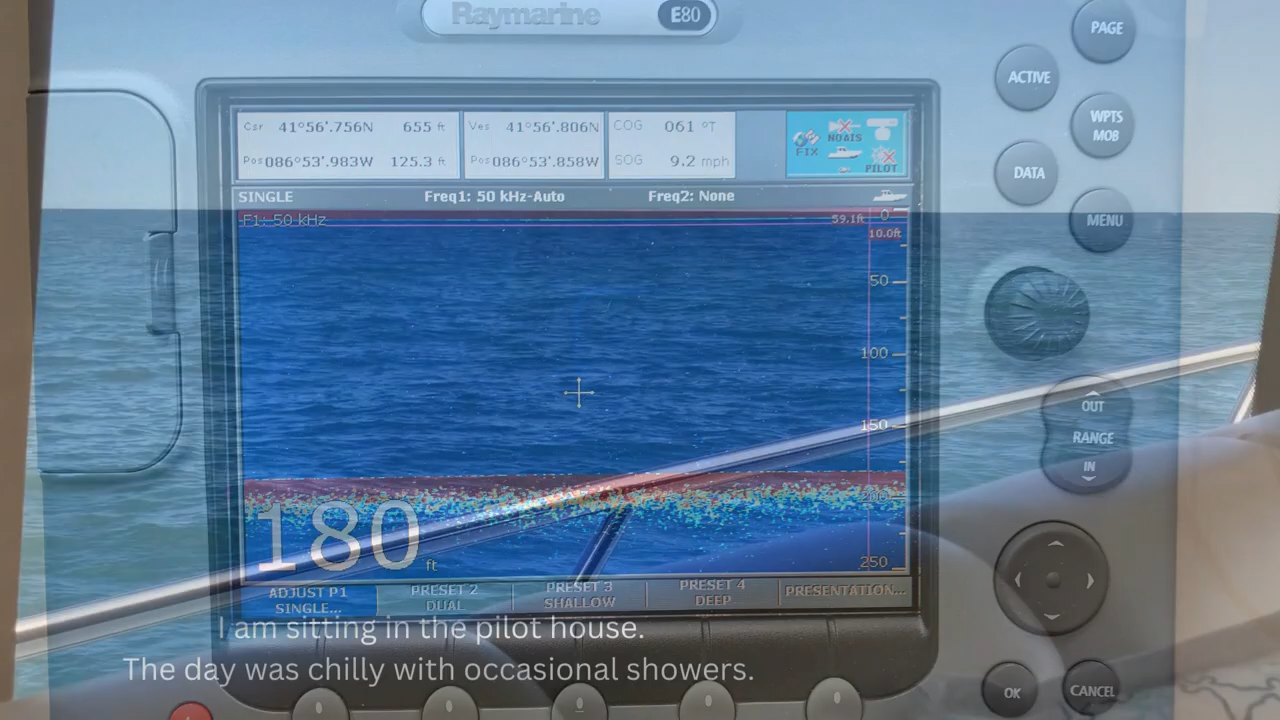 Raymarine E80
PAGE
ACTIVE
WPTS
MOB
DATA
MENU
Csr 41°56'.756N 655 ft
Pos 086°53'.983W 125.3 ft
Ves 41°56'.806N
Pos 086°53'.858W
COG 061 °T
SOG 9.2 mph
FIX
NOAIS
PILOT
SINGLE Freq1: 50 kHz-Auto Freq2: None
F1: 50 kHz
59.1ft 0
10.0ft
50
100
150
200
250
180 ft
OUT
RANGE
IN
ADJUST P1
SINGLE...
PRESET 2
DUAL
PRESET 3
SHALLOW
PRESET 4
DEEP
PRESENTATION...
I am sitting in the pilot house.
The day was chilly with occasional showers.
OK
CANCEL